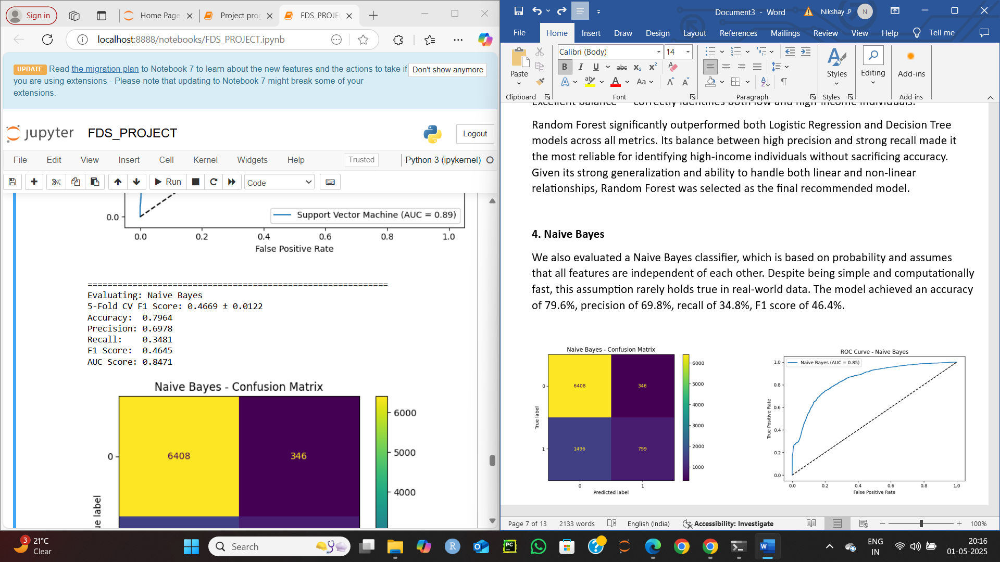 Sign in
Home Page
Project prog
FDS_PROJE
localhost:8888/notebooks/FDS_PROJECT.ipynb
UPDATE Read the migration plan to Notebook 7 to learn about the new features and the actions to take if
you are using extensions - Please note that updating to Notebook 7 might break some of your
extensions.
Don't show anymore
jupyter FDS_PROJECT
Logout
File Edit View Insert Cell Kernel Widgets Help
Trusted
Python 3 (ipykernel)
Run
Code
0.0
Support Vector Machine (AUC = 0.89)
0.0 0.2 0.4 0.6 0.8 1.0
False Positive Rate
============================================================
Evaluating: Naive Bayes
5-Fold CV F1 Score: 0.4669 ± 0.0122
Accuracy: 0.7964
Precision: 0.6978
Recall: 0.3481
F1 Score: 0.4645
AUC Score: 0.8471
Naive Bayes - Confusion Matrix
0
6408 346
6000
5000
4000
ue label
Document3 - Word
Nikshay .P
N
File Home Insert Draw Design Layout References Mailings Review View Help Tell me
Paste
Clipboard
Calibri (Body) 14
B I U abc x₂ x²
A ab A Aa A A
Font
Paragraph
Styles
Styles
Editing
Add-ins
Add-ins
Excellent balance — correctly identifies both low and high-income individuals.
Random Forest significantly outperformed both Logistic Regression and Decision Tree
models across all metrics. Its balance between high precision and strong recall made it
the most reliable for identifying high-income individuals without sacrificing accuracy.
Given its strong generalization and ability to handle both linear and non-linear
relationships, Random Forest was selected as the final recommended model.
4. Naive Bayes
We also evaluated a Naive Bayes classifier, which is based on probability and assumes
that all features are independent of each other. Despite being simple and computationally
fast, this assumption rarely holds true in real-world data. The model achieved an accuracy
of 79.6%, precision of 69.8%, recall of 34.8%, F1 score of 46.4%.
Naive Bayes - Confusion Matrix
True label
0
1
6408 346
1496 799
0 1
Predicted label
6000
5000
4000
3000
2000
1000
ROC Curve - Naive Bayes
Naive Bayes (AUC = 0.85)
True Positive Rate
1.0
0.8
0.6
0.4
0.2
0.0
0.0 0.2 0.4 0.6 0.8 1.0
False Positive Rate
Page 7 of 13
2133 words
English (India)
Accessibility: Investigate
100%
3
21°C
Clear
Search
R
PC
W
ENG
IN
20:16
01-05-2025